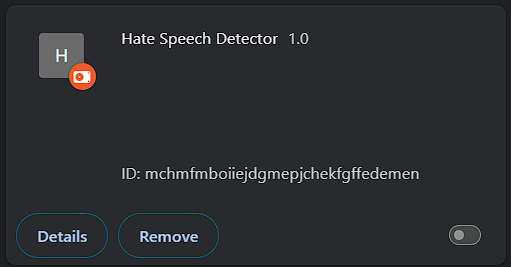 H
Hate Speech Detector 1.0
ID: mchmfmboiiejdgmepjchekfgffedemen
Details Remove